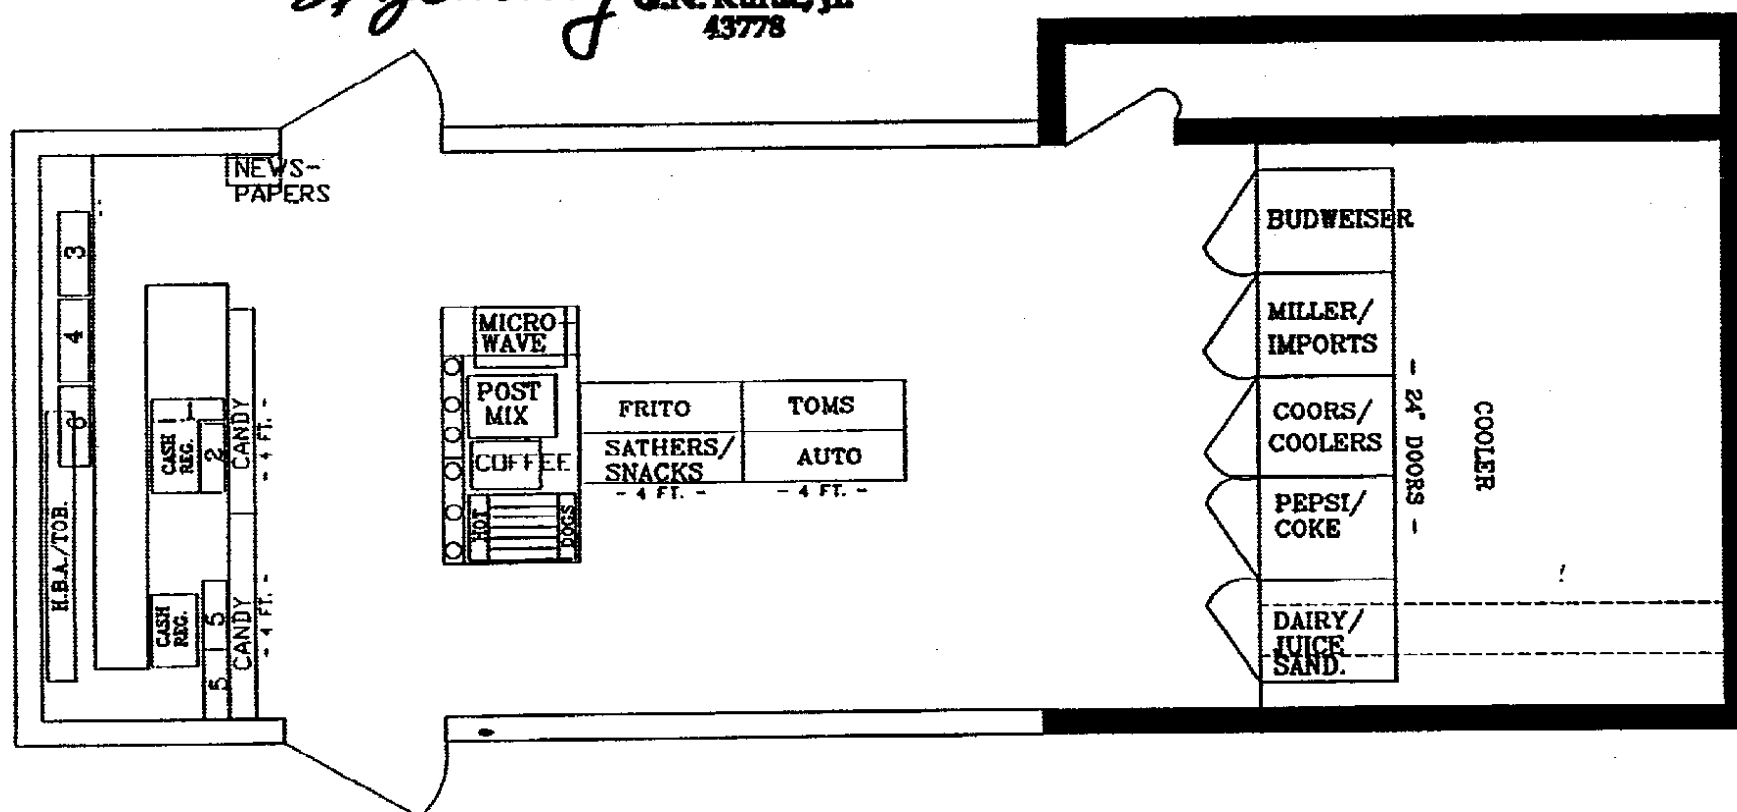 43778
NEWS-
PAPERS
3
4
6
H.B.A./TOB.
1
CASH
REG.
2
CANDY
- 4 FT. -
CASH
REG.
5
5
CANDY
- 4 FT. -
MICRO
WAVE
POST
MIX
COFFEE
HOT
DOGS
FRITO
TOMS
SATHERS/
SNACKS
AUTO
- 4 FT. -
- 4 FT. -
BUDWEISER
MILLER/
IMPORTS
COORS/
COOLERS
PEPSI/
COKE
DAIRY/
JUICE
SAND.
- 24" DOORS -
COOLER